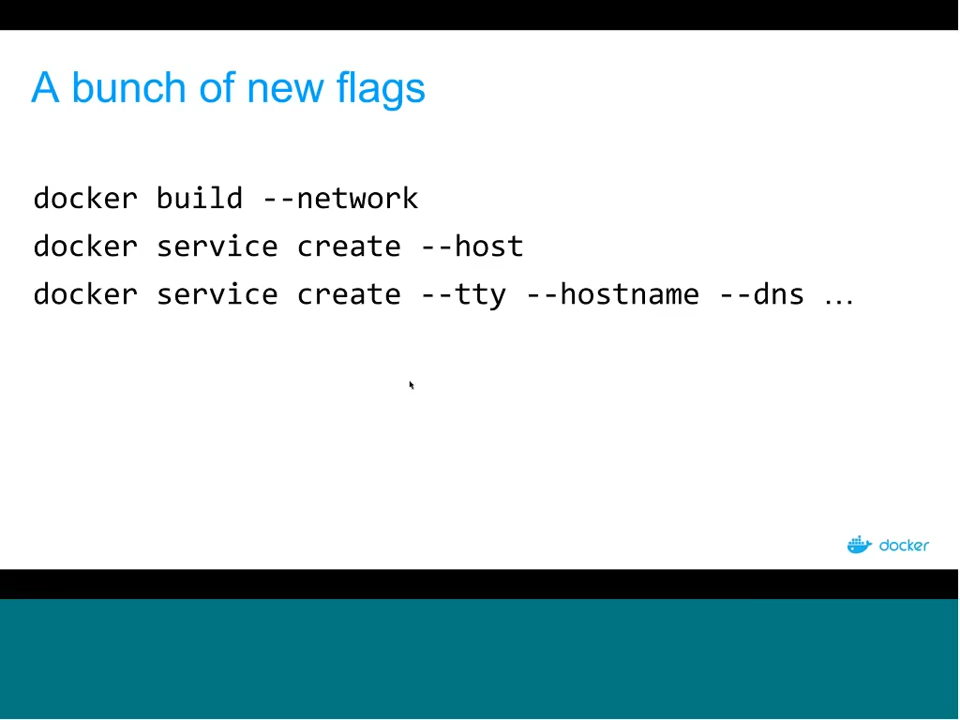 A bunch of new flags
docker build --network
docker service create --host
docker service create --tty --hostname --dns …
docker